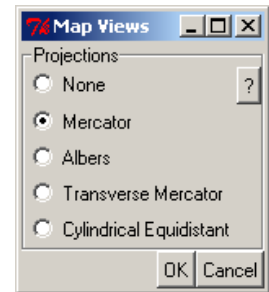 Map Views
Projections
None
?
Mercator
Albers
Transverse Mercator
Cylindrical Equidistant
OK Cancel